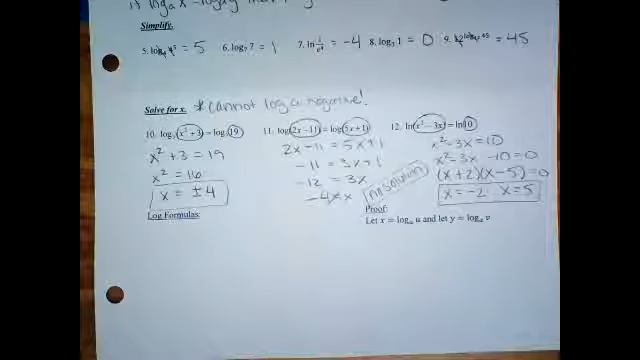 if log
Simplify.
5. log₄ 4⁵ = 5 6. log₇ 7 = 1 7. ln 1/e⁴ = -4 8. log₃ 1 = 0 9. = 45
Solve for x. * cannot log a negative!
10. log (x² + 3) = log 19 11. log(2x - 11) = log(5x + 1) 12. ln(x² - 3x) = ln 10
x² + 3 = 19 2x - 11 = 5x + 1 x² - 3x = 10
x² = 16 -11 = 3x + 1 x² - 3x - 10 = 0
x = ±4 -12 = 3x (x + 2)(x - 5) = 0
-4 = x no solution x = -2 x = 5
Log Formulas: Proof:
Let x = logₐ u and let y = logₐ v